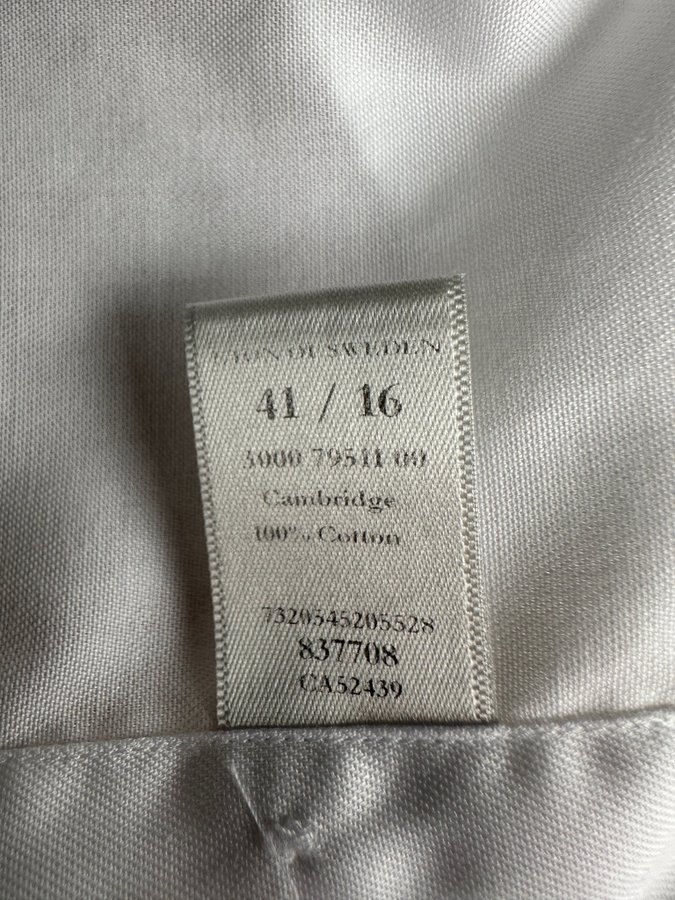 ETON OF SWEDEN
41 / 16
3000 79511 00
Cambridge
100% Cotton
7320545205528
837708
CA52439